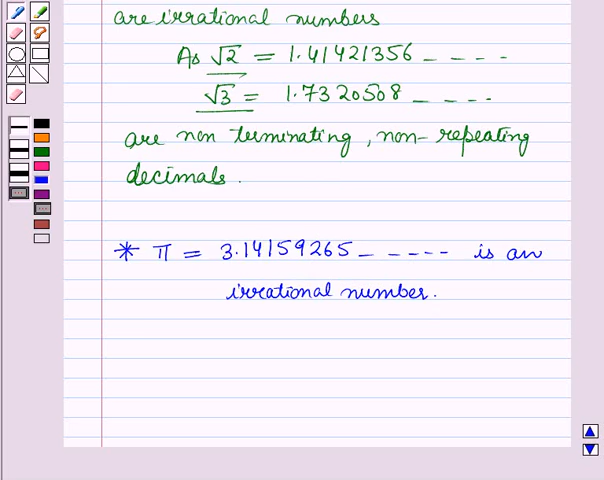 are irrational numbers
As √2 = 1.41421356 _ _ _ _
√3 = 1.7320508 _ _ _ _
are non terminating, non-repeating
decimals.
* π = 3.14159265 _ _ _ _ _ is an
irrational number.